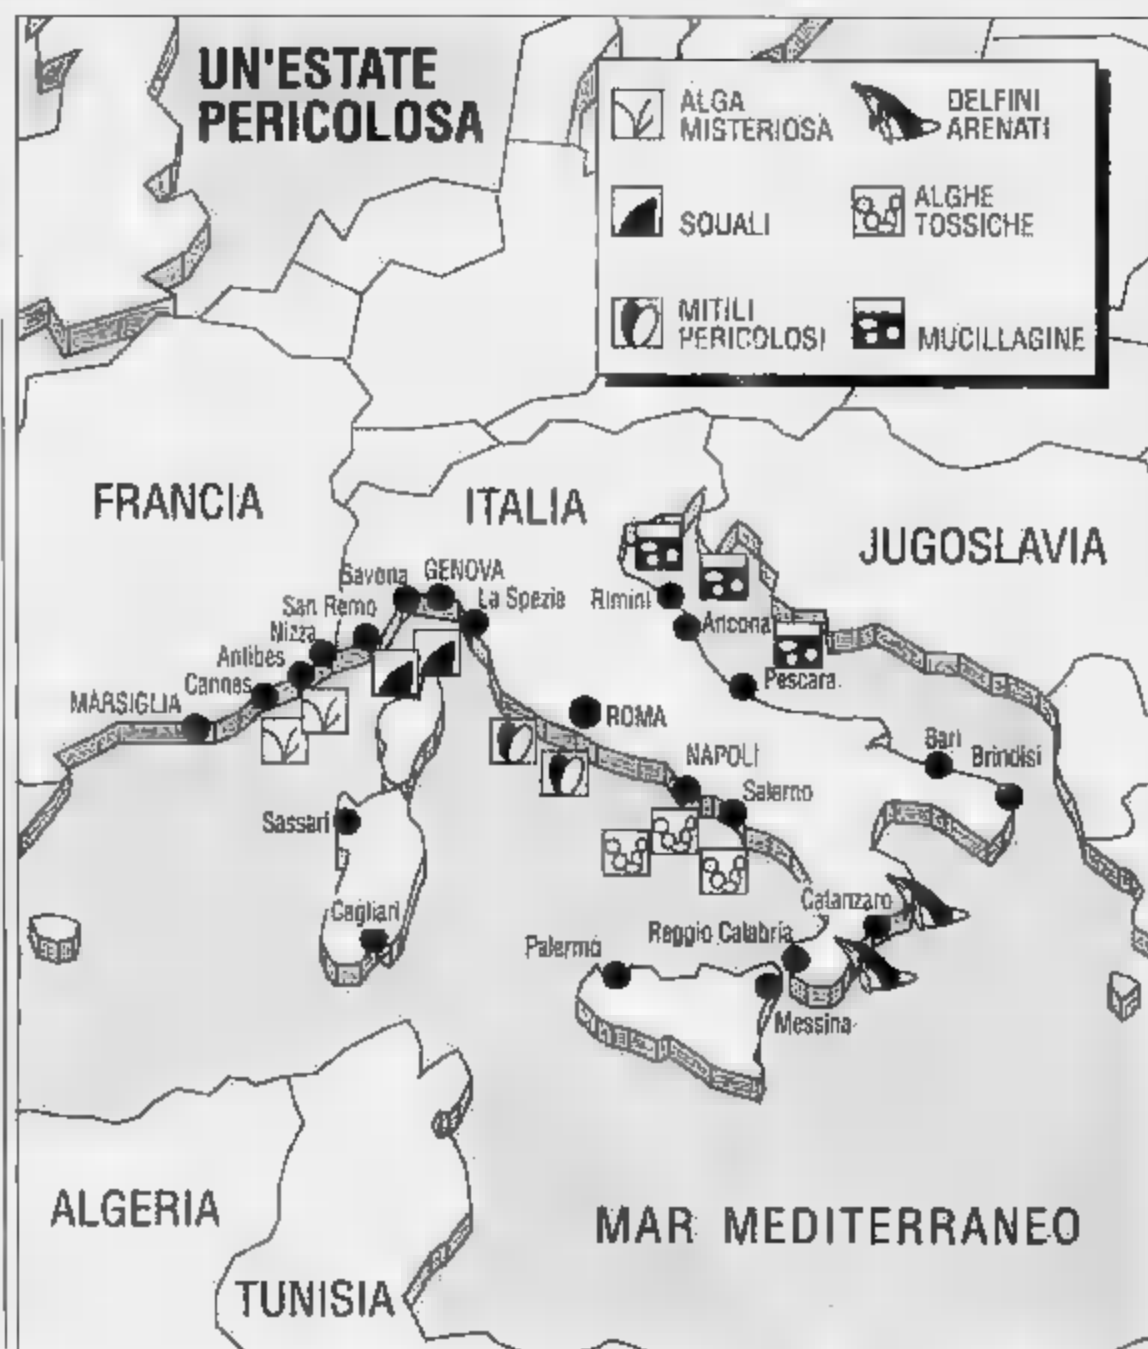 UN'ESTATE
PERICOLOSA
ALGA
MISTERIOSA
DELFINI
ARENATI
SQUALI
ALGHE
TOSSICHE
MITILI
PERICOLOSI
MUCILLAGINE
FRANCIA
ITALIA
JUGOSLAVIA
Savona
GENOVA
La Spezie
San Remo
Nizza
Antibes
Cannes
MARSIGLIA
Rimini
Ancona
Pescara
ROMA
NAPOLI
Salerno
Bari
Brindisi
Sassari
Cagliari
Catanzaro
Reggio Calabria
Palermo
Messina
ALGERIA
MAR MEDITERRANEO
TUNISIA